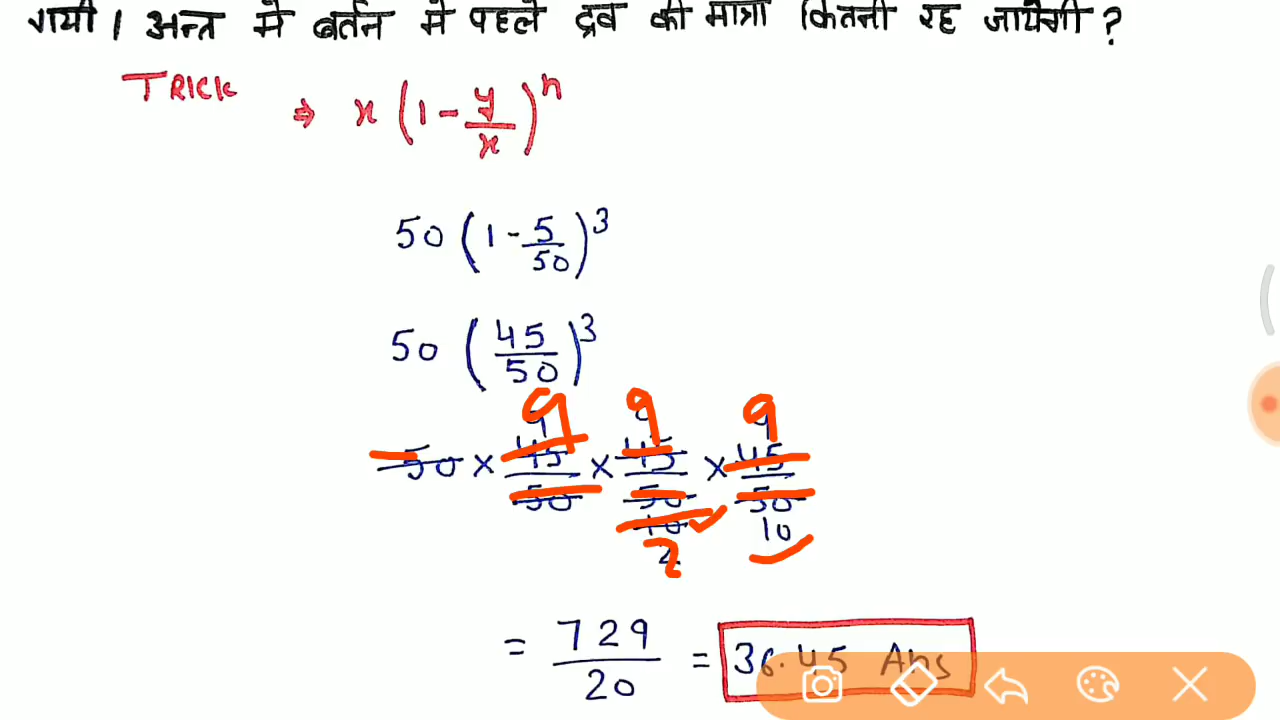 गयी । अन्त में बर्तन में पहले द्रव की मात्रा कितनी रह जायेगी ?
TRICK ⇒ x (1 - y/x)^n
50 (1 - 5/50)^3
50 (45/50)^3
9 9 9
50 × 45/50 × 45/50 × 45/50
10 10
2
= 729/20 = 36.45 Ans